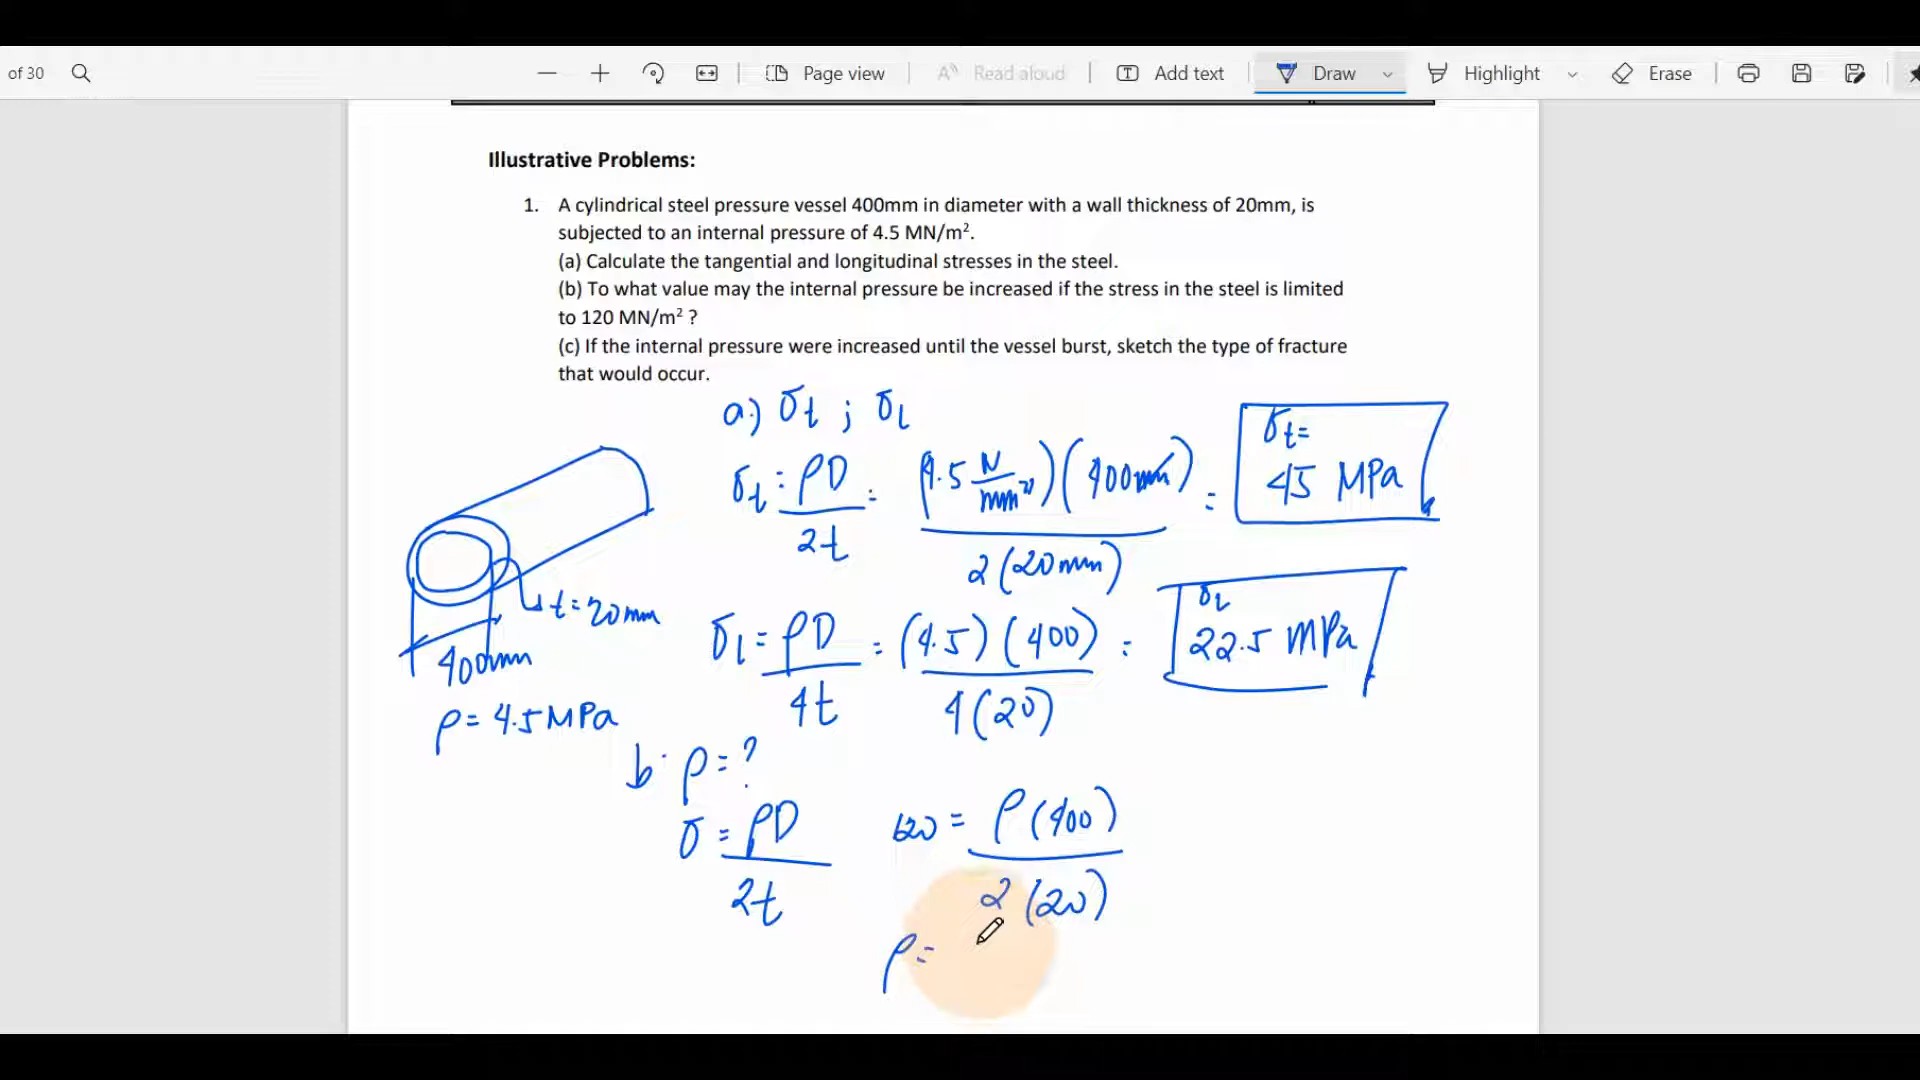 of 30 Page view Read aloud Add text Draw Highlight Erase
Illustrative Problems:
1. A cylindrical steel pressure vessel 400mm in diameter with a wall thickness of 20mm, is
subjected to an internal pressure of 4.5 MN/m².
(a) Calculate the tangential and longitudinal stresses in the steel.
(b) To what value may the internal pressure be increased if the stress in the steel is limited
to 120 MN/m² ?
(c) If the internal pressure were increased until the vessel burst, sketch the type of fracture
that would occur.
a.) σt ; σl
σt = ρD / 2t = (4.5 N/mm²)(400mm) / 2(20mm) = σt = 45 MPa
t = 20mm
400mm
σl = ρD / 4t = (4.5)(400) / 4(20) = σl 22.5 MPa
ρ = 4.5 MPa
b. ρ = ?
σ = ρD / 2t 120 = ρ(400) / 2(20)
ρ =